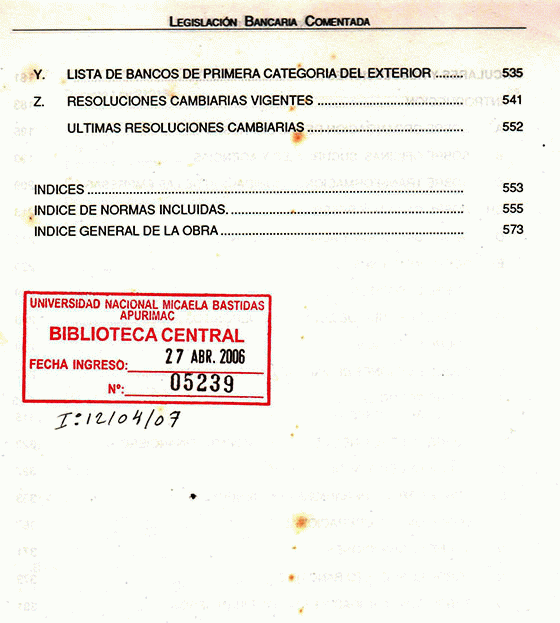 LEGISLACIÓN BANCARIA COMENTADA
Y. LISTA DE BANCOS DE PRIMERA CATEGORIA DEL EXTERIOR ....... 535
Z. RESOLUCIONES CAMBIARIAS VIGENTES ........................................ 541
ULTIMAS RESOLUCIONES CAMBIARIAS ........................................... 552
INDICES ........................................................................................................ 553
INDICE DE NORMAS INCLUIDAS. ................................................................ 555
INDICE GENERAL DE LA OBRA .................................................................... 573
UNIVERSIDAD NACIONAL MICAELA BASTIDAS
APURIMAC
BIBLIOTECA CENTRAL
FECHA INGRESO: 27 ABR. 2006
Nº: 05239
I:12/04/07